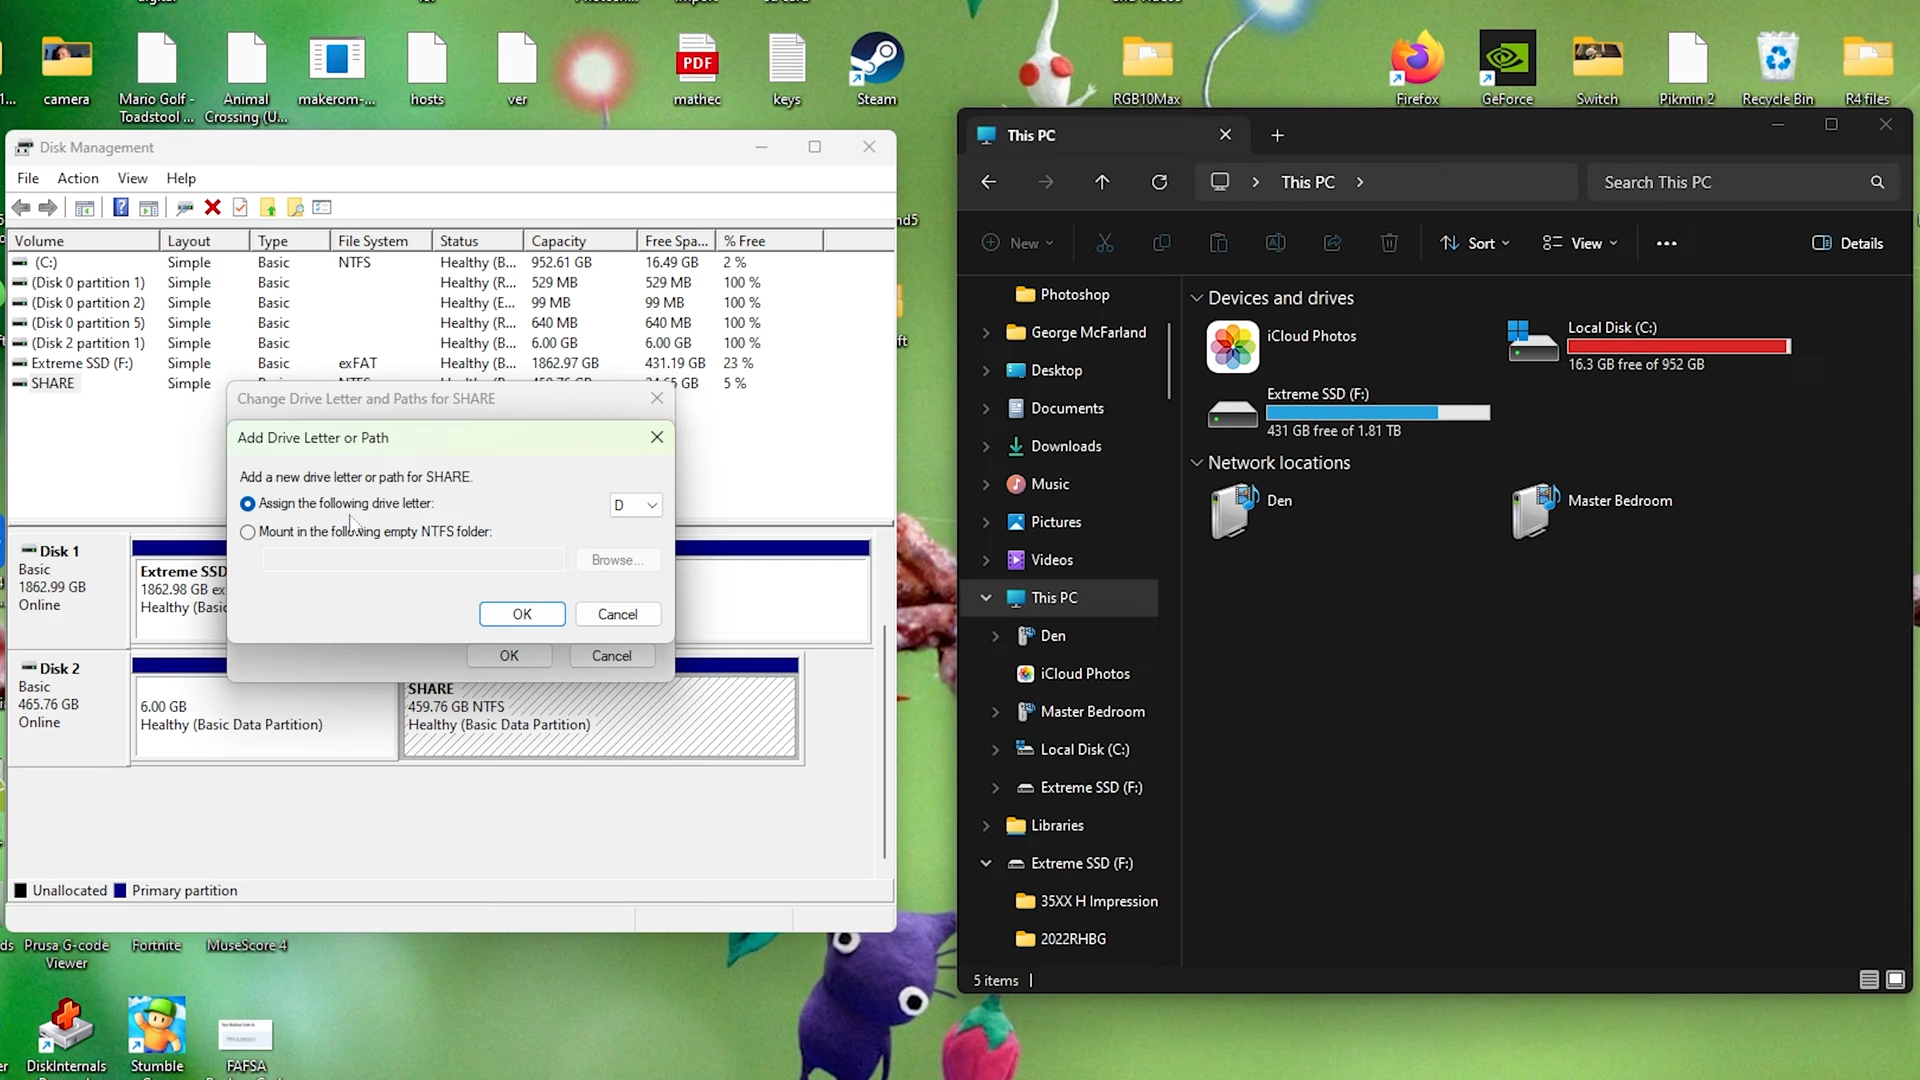 camera
Mario Golf -
Toadstool ...
Animal
Crossing (U...
makerom-...
hosts
ver
PDF
mathec
keys
Steam
RGB10Max
Firefox
GeForce
Switch
Pikmin 2
Recycle Bin
R4 files
Disk Management
File Action View Help
Volume Layout Type File System Status Capacity Free Spa... % Free
(C:) Simple Basic NTFS Healthy (B... 952.61 GB 16.49 GB 2 %
(Disk 0 partition 1) Simple Basic Healthy (R... 529 MB 529 MB 100 %
(Disk 0 partition 2) Simple Basic Healthy (E... 99 MB 99 MB 100 %
(Disk 0 partition 5) Simple Basic Healthy (R... 640 MB 640 MB 100 %
(Disk 2 partition 1) Simple Basic Healthy (B... 6.00 GB 6.00 GB 100 %
Extreme SSD (F:) Simple Basic exFAT Healthy (B... 1862.97 GB 431.19 GB 23 %
SHARE Simple 5 %
Change Drive Letter and Paths for SHARE
Add Drive Letter or Path
Add a new drive letter or path for SHARE.
Assign the following drive letter: D
Mount in the following empty NTFS folder:
Browse...
OK Cancel
OK Cancel
Disk 1
Basic
1862.99 GB
Online
Extreme SSD
1862.98 GB ex
Healthy (Basic
Disk 2
Basic
465.76 GB
Online
6.00 GB
Healthy (Basic Data Partition)
SHARE
459.76 GB NTFS
Healthy (Basic Data Partition)
Unallocated Primary partition
This PC
This PC
Search This PC
New Sort View Details
Photoshop
George McFarland
Desktop
Documents
Downloads
Music
Pictures
Videos
This PC
Den
iCloud Photos
Master Bedroom
Local Disk (C:)
Extreme SSD (F:)
Libraries
Extreme SSD (F:)
35XX H Impression
2022RHBG
Devices and drives
iCloud Photos
Local Disk (C:)
16.3 GB free of 952 GB
Extreme SSD (F:)
431 GB free of 1.81 TB
Network locations
Den
Master Bedroom
5 items
Prusa G-code
Viewer
Fortnite
MuseScore 4
DiskInternals
Stumble
FAFSA